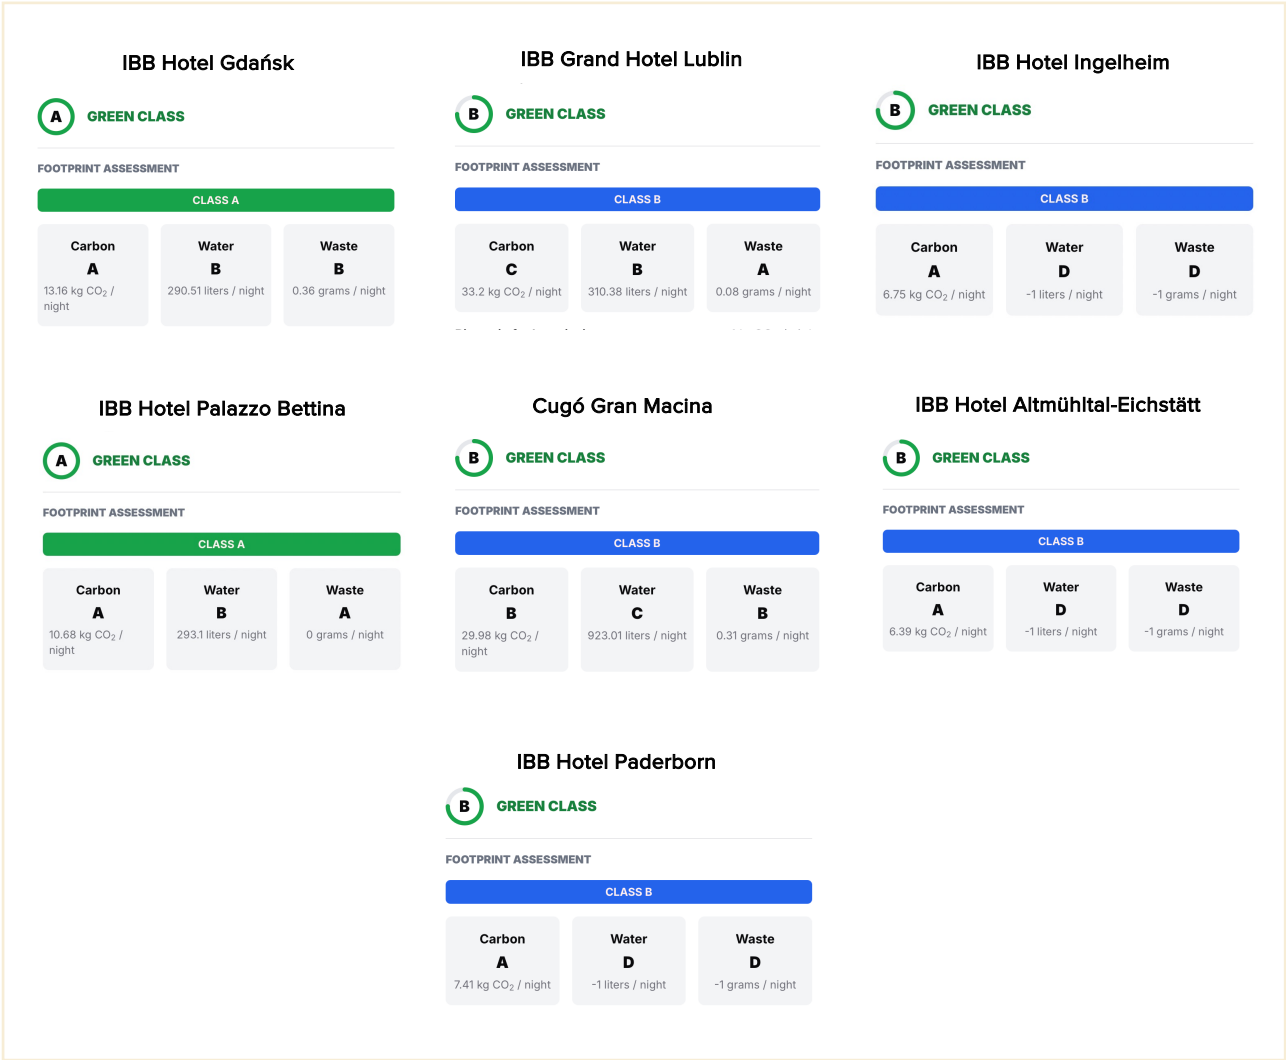 IBB Hotel Gdańsk
A GREEN CLASS
FOOTPRINT ASSESSMENT
CLASS A
Carbon
A
13.16 kg CO₂ /
night
Water
B
290.51 liters / night
Waste
B
0.36 grams / night
IBB Grand Hotel Lublin
B GREEN CLASS
FOOTPRINT ASSESSMENT
CLASS B
Carbon
C
33.2 kg CO₂ / night
Water
B
310.38 liters / night
Waste
A
0.08 grams / night
IBB Hotel Ingelheim
B GREEN CLASS
FOOTPRINT ASSESSMENT
CLASS B
Carbon
A
6.75 kg CO₂ / night
Water
D
-1 liters / night
Waste
D
-1 grams / night
IBB Hotel Palazzo Bettina
A GREEN CLASS
FOOTPRINT ASSESSMENT
CLASS A
Carbon
A
10.68 kg CO₂ /
night
Water
B
293.1 liters / night
Waste
A
0 grams / night
Cugó Gran Macina
B GREEN CLASS
FOOTPRINT ASSESSMENT
CLASS B
Carbon
B
29.98 kg CO₂ /
night
Water
C
923.01 liters / night
Waste
B
0.31 grams / night
IBB Hotel Altmühltal-Eichstätt
B GREEN CLASS
FOOTPRINT ASSESSMENT
CLASS B
Carbon
A
6.39 kg CO₂ / night
Water
D
-1 liters / night
Waste
D
-1 grams / night
IBB Hotel Paderborn
B GREEN CLASS
FOOTPRINT ASSESSMENT
CLASS B
Carbon
A
7.41 kg CO₂ / night
Water
D
-1 liters / night
Waste
D
-1 grams / night